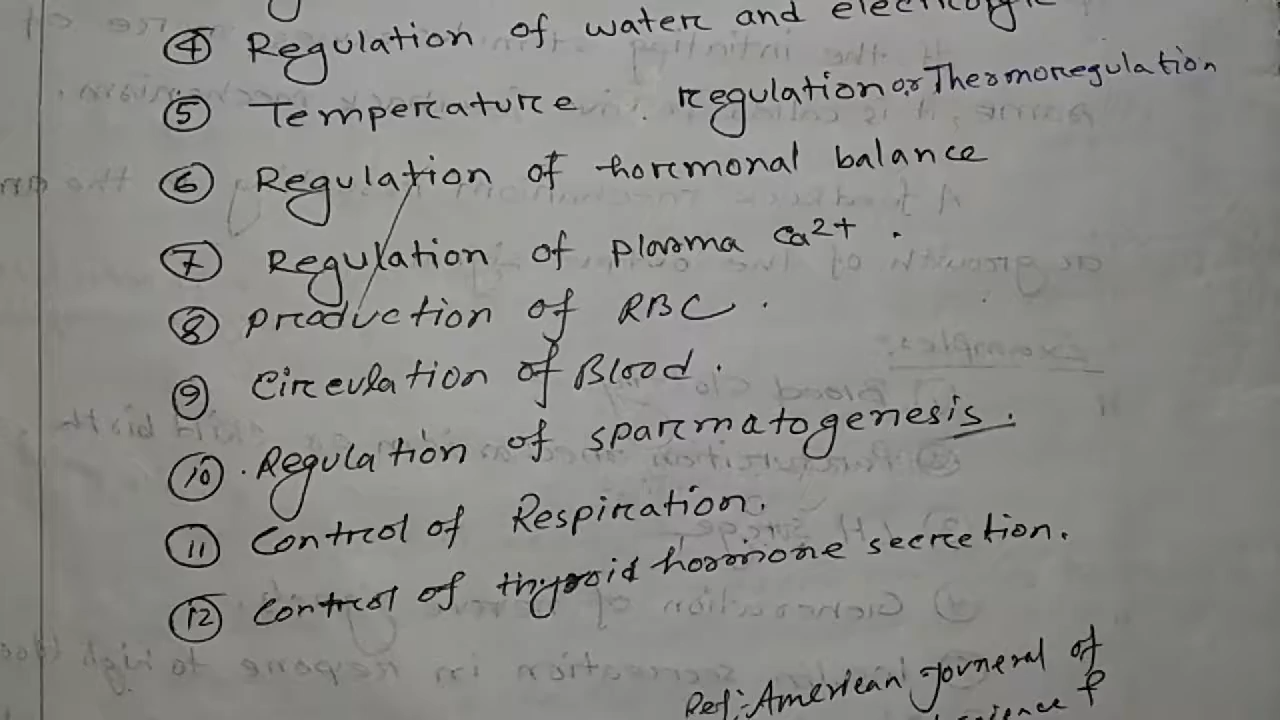 ④ Regulation of water and
⑤ Temperature regulation or Thermoregulation
⑥ Regulation of hormonal balance
⑦ Regulation of plasma Ca2+.
⑧ Production of RBC.
⑨ Circulation of Blood.
⑩ Regulation of sparmatogenesis.
⑪ Control of Respiration.
⑫ Control of thyroid hormone secretion.
Ref:- American journeral of